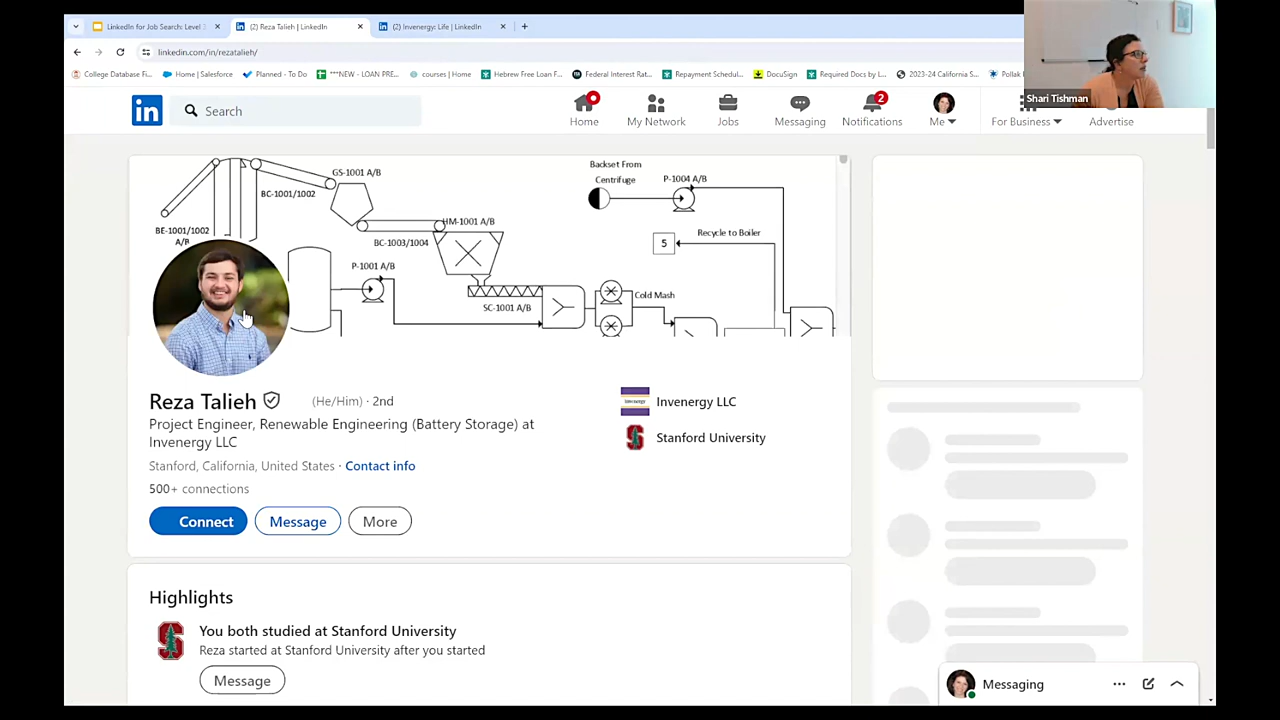 LinkedIn for Job Search: Level
(2) Reza Talieh | LinkedIn
(2) Invenergy: Life | LinkedIn
linkedin.com/in/rezatalieh/
College Database Fi...
Home | Salesforce
Planned - To Do
***NEW - LOAN PRE...
courses | Home
Hebrew Free Loan F...
Federal Interest Rat...
Repayment Schedul...
DocuSign
Required Docs by L...
2023-24 California S...
Pollak
Shari Tishman
in
Search
Home
My Network
Jobs
Messaging
2
Notifications
Me
For Business
Advertise
GS-1001 A/B
BC-1001/1002
BE-1001/1002
A/B
BC-1003/1004
HM-1001 A/B
P-1001 A/B
SC-1001 A/B
Backset From
Centrifuge
P-1004 A/B
Recycle to Boiler
5
Cold Mash
Reza Talieh
(He/Him) · 2nd
Project Engineer, Renewable Engineering (Battery Storage) at
Invenergy LLC
Stanford, California, United States · Contact info
500+ connections
Invenergy LLC
Stanford University
Connect
Message
More
Highlights
You both studied at Stanford University
Reza started at Stanford University after you started
Message
Messaging